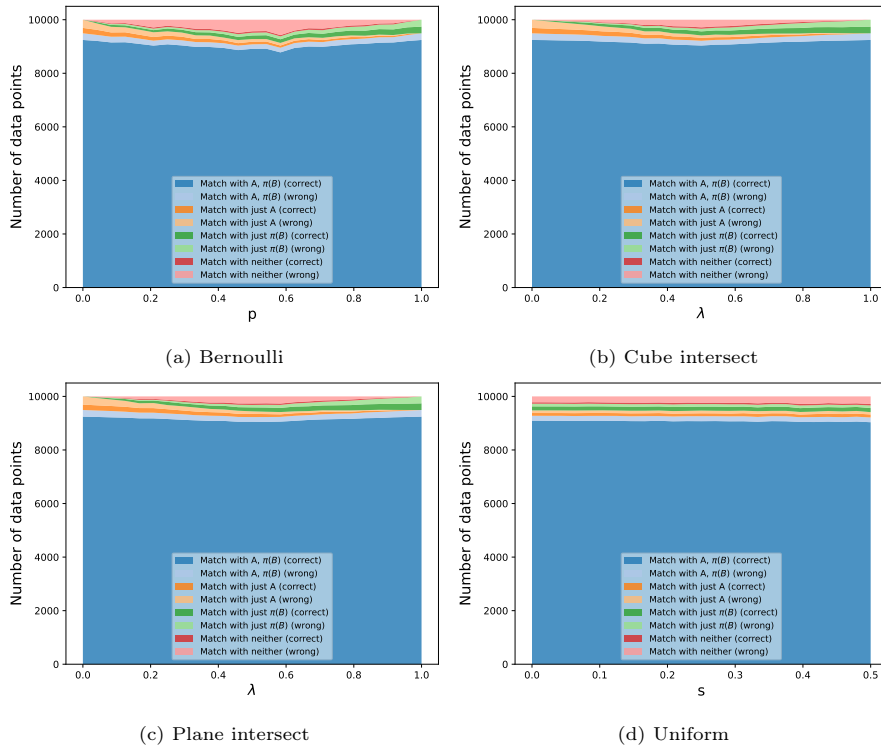 10000
8000
6000
4000
2000
0
Number of data points
Match with A, π(B) (correct)
Match with A, π(B) (wrong)
Match with just A (correct)
Match with just A (wrong)
Match with just π(B) (correct)
Match with just π(B) (wrong)
Match with neither (correct)
Match with neither (wrong)
0.0 0.2 0.4 0.6 0.8 1.0
p
(a) Bernoulli
10000
8000
6000
4000
2000
0
Number of data points
Match with A, π(B) (correct)
Match with A, π(B) (wrong)
Match with just A (correct)
Match with just A (wrong)
Match with just π(B) (correct)
Match with just π(B) (wrong)
Match with neither (correct)
Match with neither (wrong)
0.0 0.2 0.4 0.6 0.8 1.0
λ
(b) Cube intersect
10000
8000
6000
4000
2000
0
Number of data points
Match with A, π(B) (correct)
Match with A, π(B) (wrong)
Match with just A (correct)
Match with just A (wrong)
Match with just π(B) (correct)
Match with just π(B) (wrong)
Match with neither (correct)
Match with neither (wrong)
0.0 0.2 0.4 0.6 0.8 1.0
λ
(c) Plane intersect
10000
8000
6000
4000
2000
0
Number of data points
Match with A, π(B) (correct)
Match with A, π(B) (wrong)
Match with just A (correct)
Match with just A (wrong)
Match with just π(B) (correct)
Match with just π(B) (wrong)
Match with neither (correct)
Match with neither (wrong)
0.0 0.1 0.2 0.3 0.4 0.5
s
(d) Uniform